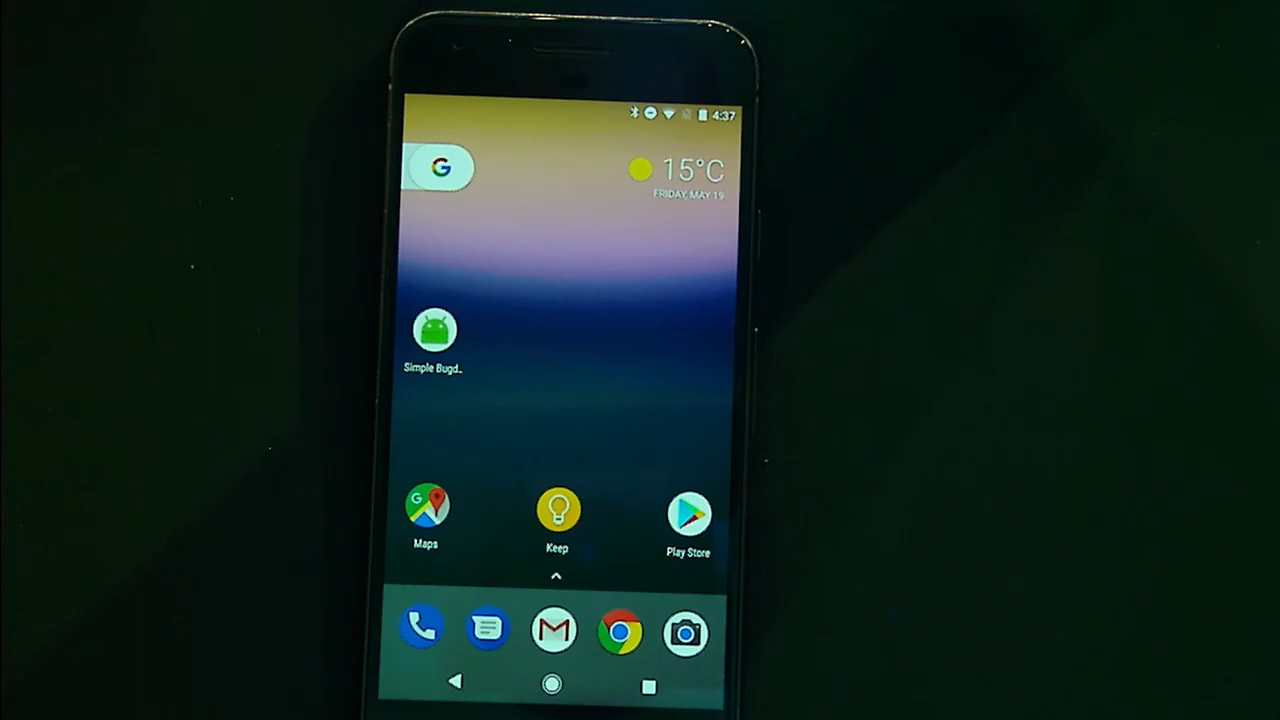 4:37
G
15°C
FRIDAY, MAY 19
Simple Bugd..
G
Maps
Keep
Play Store